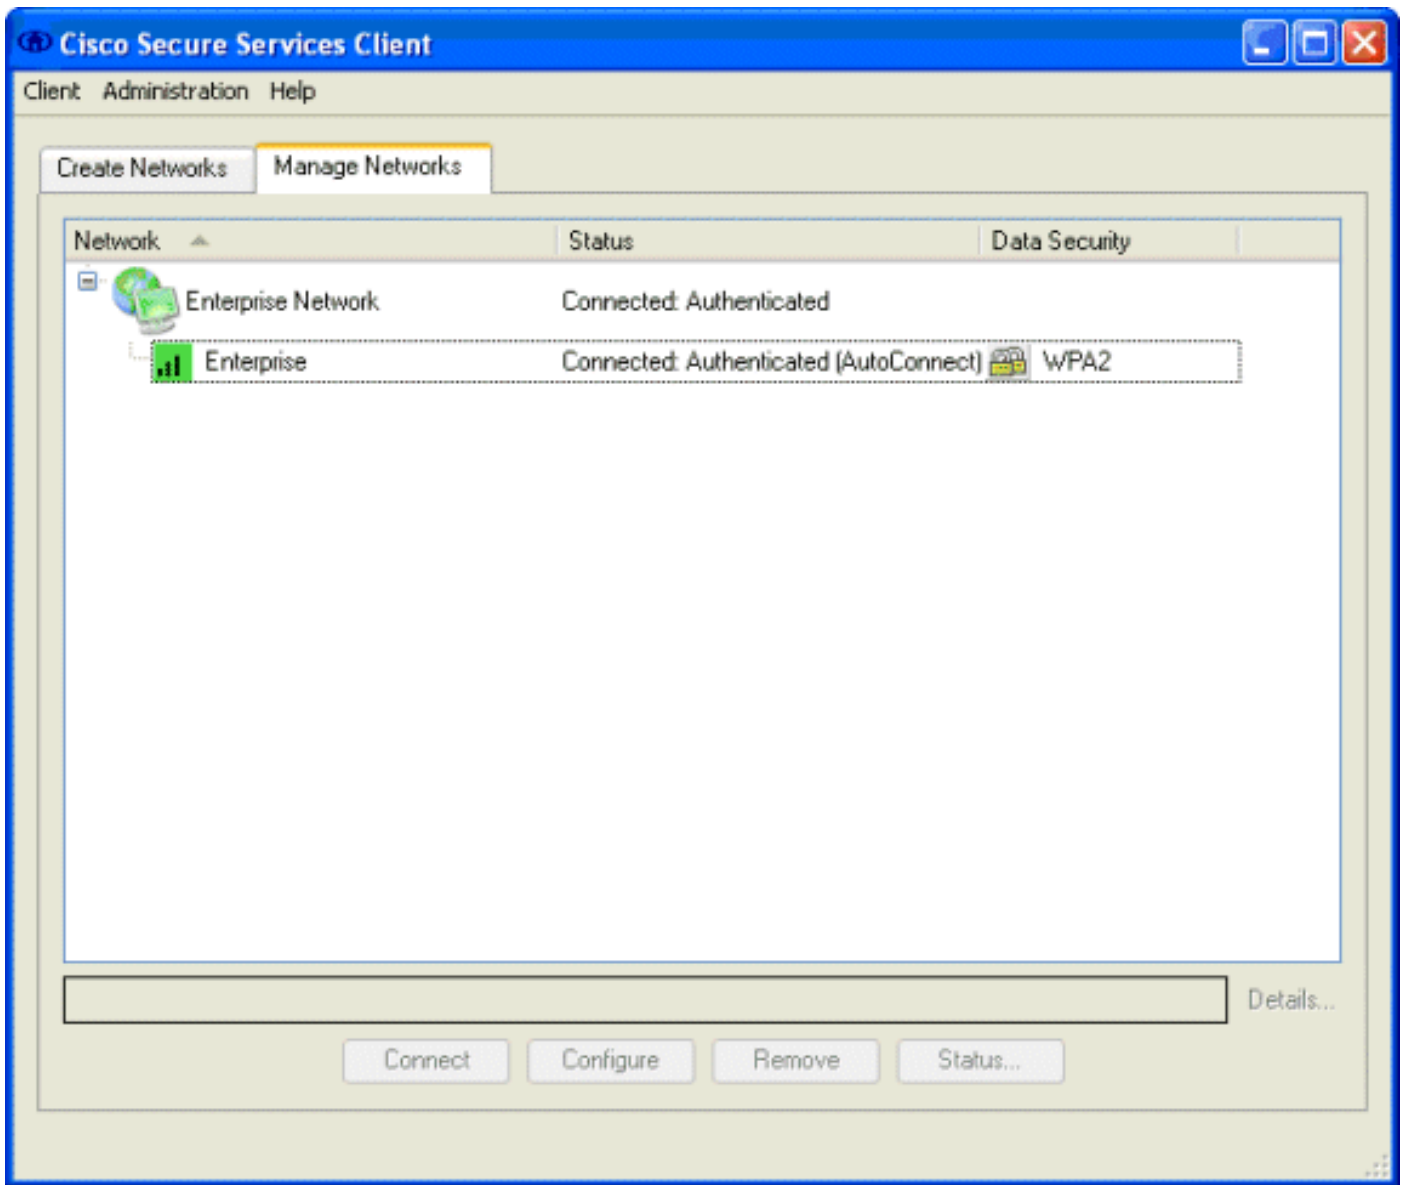 Cisco Secure Services Client
Client Administration Help
Create Networks Manage Networks
Network Status Data Security
Enterprise Network Connected: Authenticated
Enterprise Connected: Authenticated (AutoConnect) WPA2
Details...
Connect Configure Remove Status...